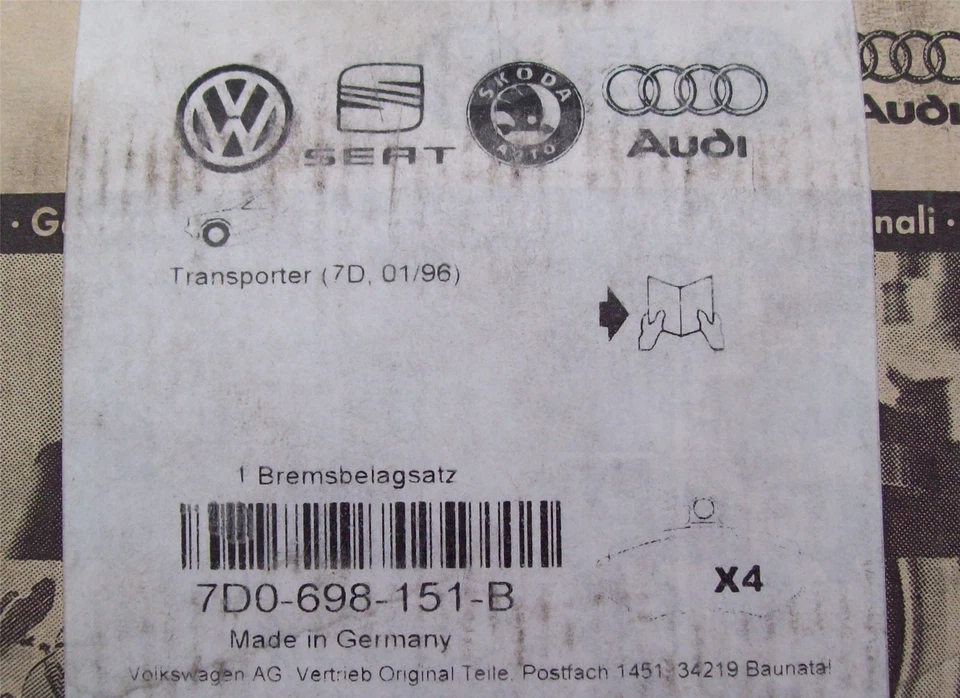 SKODA
AUTO
SEAT
Audi
Audi
· G
nali ·
Transporter (7D, 01/96)
1 Bremsbelagsatz
7D0-698-151-B
X4
Made in Germany
Volkswagen AG Vertrieb Original Teile, Postfach 1451, 34219 Baunatal